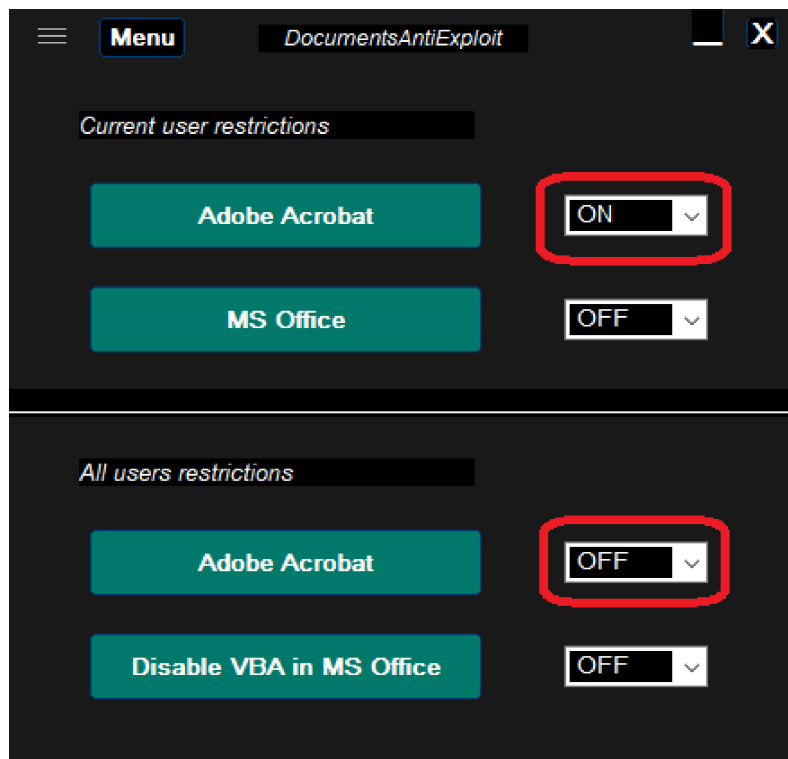 Menu DocumentsAntiExploit X
Current user restrictions
Adobe Acrobat ON
MS Office OFF
All users restrictions
Adobe Acrobat OFF
Disable VBA in MS Office OFF